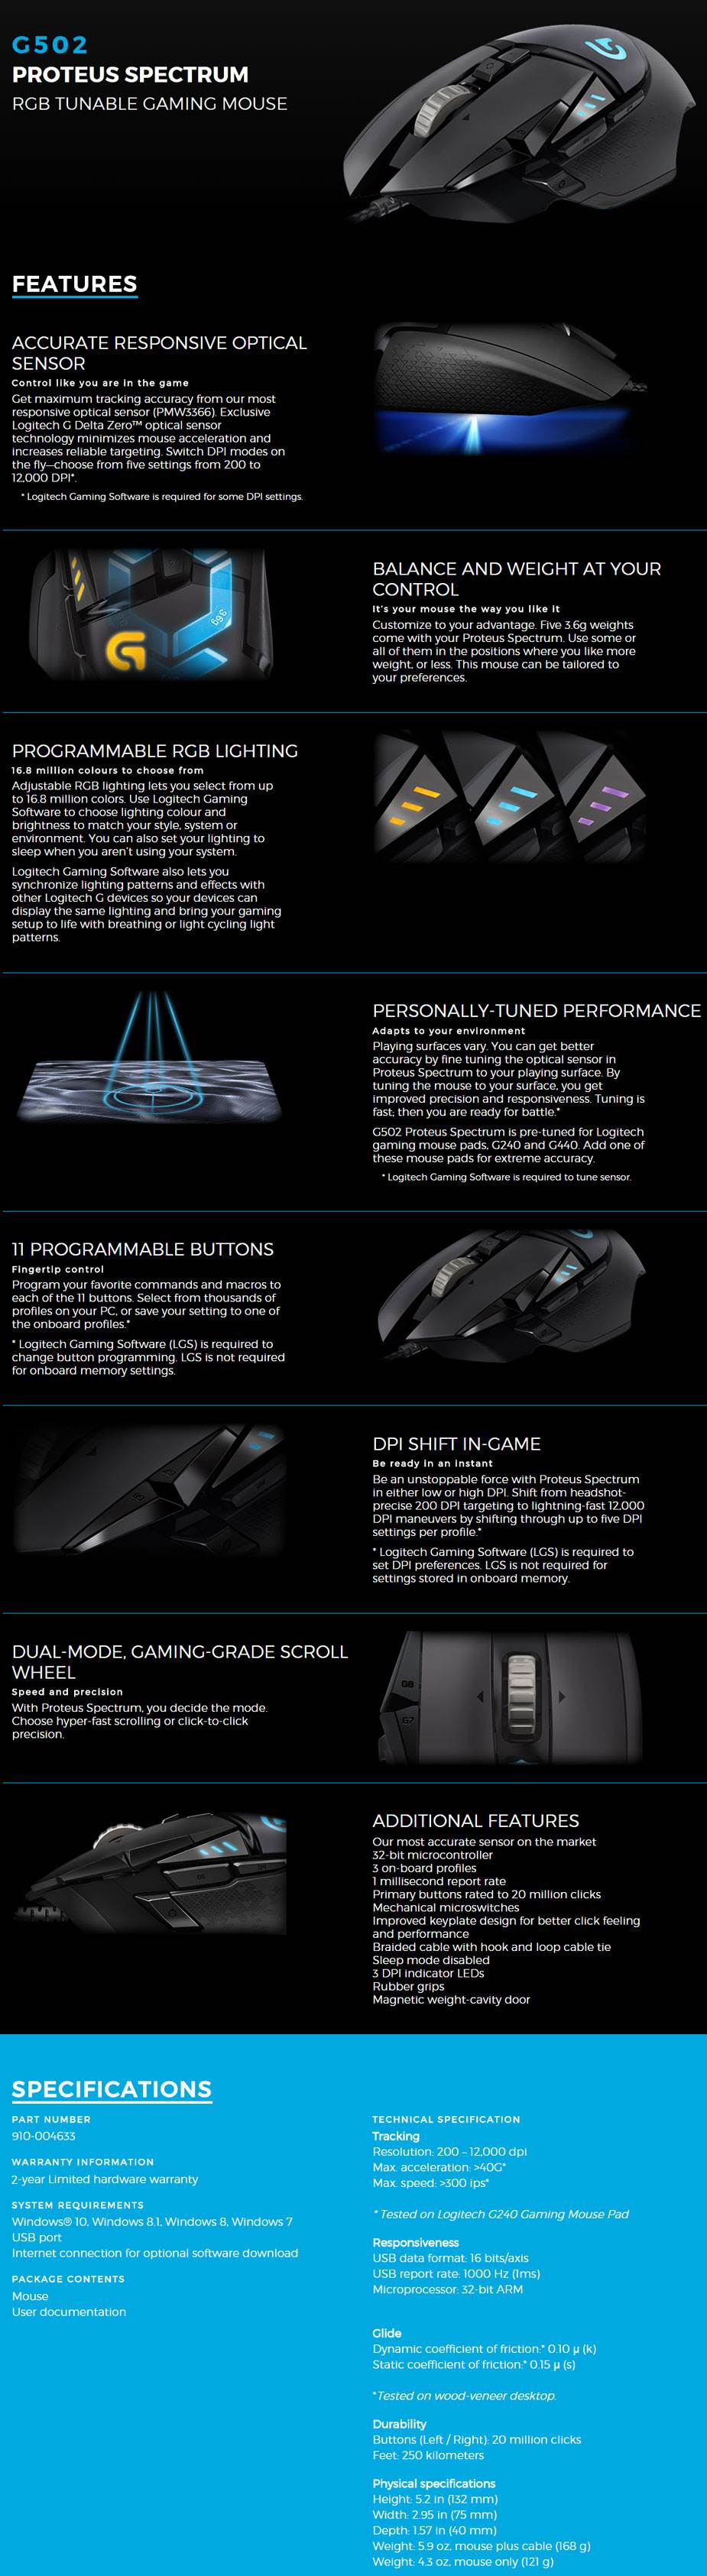 G502
PROTEUS SPECTRUM
RGB TUNABLE GAMING MOUSE
FEATURES
ACCURATE RESPONSIVE OPTICAL
SENSOR
Control like you are in the game
Get maximum tracking accuracy from our most
responsive optical sensor (PMW3366). Exclusive
Logitech G Delta Zero™ optical sensor
technology minimizes mouse acceleration and
increases reliable targeting. Switch DPI modes on
the fly—choose from five settings from 200 to
12,000 DPI*.
* Logitech Gaming Software is required for some DPI settings.
36g
BALANCE AND WEIGHT AT YOUR
CONTROL
It's your mouse the way you like it
Customize to your advantage. Five 3.6g weights
come with your Proteus Spectrum. Use some or
all of them in the positions where you like more
weight, or less. This mouse can be tailored to
your preferences.
PROGRAMMABLE RGB LIGHTING
16.8 million colours to choose from
Adjustable RGB lighting lets you select from up
to 16.8 million colors. Use Logitech Gaming
Software to choose lighting colour and
brightness to match your style, system or
environment. You can also set your lighting to
sleep when you aren't using your system.
Logitech Gaming Software also lets you
synchronize lighting patterns and effects with
other Logitech G devices so your devices can
display the same lighting and bring your gaming
setup to life with breathing or light cycling light
patterns.
PERSONALLY-TUNED PERFORMANCE
Adapts to your environment
Playing surfaces vary. You can get better
accuracy by fine tuning the optical sensor in
Proteus Spectrum to your playing surface. By
tuning the mouse to your surface, you get
improved precision and responsiveness. Tuning is
fast; then you are ready for battle.*
G502 Proteus Spectrum is pre-tuned for Logitech
gaming mouse pads, G240 and G440. Add one of
these mouse pads for extreme accuracy.
* Logitech Gaming Software is required to tune sensor.
11 PROGRAMMABLE BUTTONS
Fingertip control
Program your favorite commands and macros to
each of the 11 buttons. Select from thousands of
profiles on your PC, or save your setting to one of
the onboard profiles.*
* Logitech Gaming Software (LGS) is required to
change button programming. LGS is not required
for onboard memory settings.
DPI SHIFT IN-GAME
Be ready in an instant
Be an unstoppable force with Proteus Spectrum
in either low or high DPI. Shift from headshot-
precise 200 DPI targeting to lightning-fast 12,000
DPI maneuvers by shifting through up to five DPI
settings per profile.*
* Logitech Gaming Software (LGS) is required to
set DPI preferences. LGS is not required for
settings stored in onboard memory.
DUAL-MODE, GAMING-GRADE SCROLL
WHEEL
Speed and precision
With Proteus Spectrum, you decide the mode.
Choose hyper-fast scrolling or click-to-click
precision.
G8
G7
ADDITIONAL FEATURES
Our most accurate sensor on the market
32-bit microcontroller
3 on-board profiles
1 millisecond report rate
Primary buttons rated to 20 million clicks
Mechanical microswitches
Improved keyplate design for better click feeling
and performance
Braided cable with hook and loop cable tie
Sleep mode disabled
3 DPI indicator LEDs
Rubber grips
Magnetic weight-cavity door
SPECIFICATIONS
PART NUMBER
910-004633
WARRANTY INFORMATION
2-year Limited hardware warranty
SYSTEM REQUIREMENTS
Windows® 10, Windows 8.1, Windows 8, Windows 7
USB port
Internet connection for optional software download
PACKAGE CONTENTS
Mouse
User documentation
TECHNICAL SPECIFICATION
Tracking
Resolution: 200 – 12,000 dpi
Max. acceleration: >40G*
Max. speed: >300 ips*
* Tested on Logitech G240 Gaming Mouse Pad
Responsiveness
USB data format: 16 bits/axis
USB report rate: 1000 Hz (1ms)
Microprocessor: 32-bit ARM
Glide
Dynamic coefficient of friction:* 0.10 μ (k)
Static coefficient of friction:* 0.15 μ (s)
*Tested on wood-veneer desktop.
Durability
Buttons (Left / Right): 20 million clicks
Feet: 250 kilometers
Physical specifications
Height: 5.2 in (132 mm)
Width: 2.95 in (75 mm)
Depth: 1.57 in (40 mm)
Weight: 5.9 oz, mouse plus cable (168 g)
Weight: 4.3 oz, mouse only (121 g)